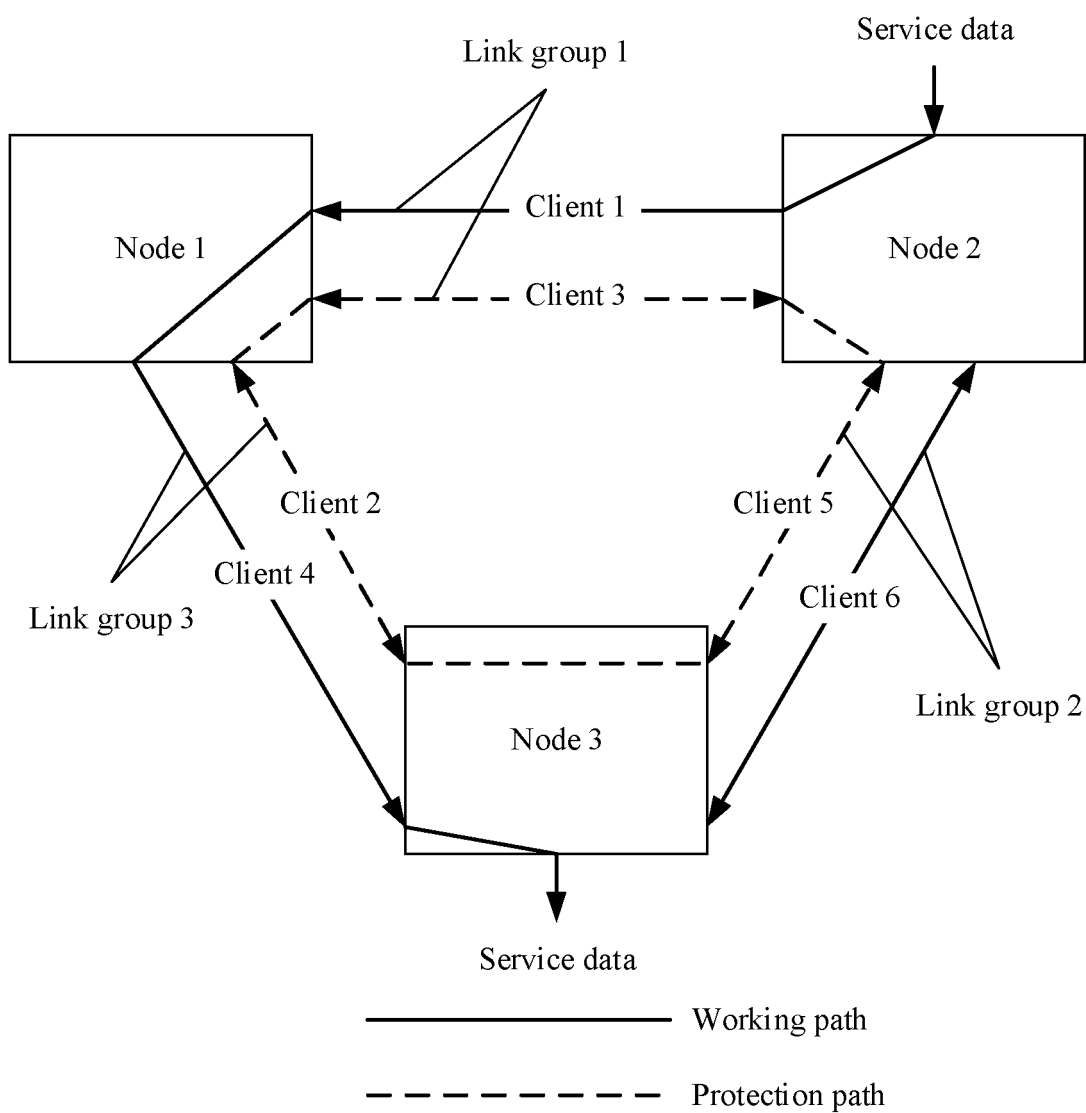 Service data
Link group 1
Client 1
Node 1
Node 2
Client 3
Client 2
Client 5
Client 4
Client 6
Link group 3
Link group 2
Node 3
Service data
Working path
Protection path